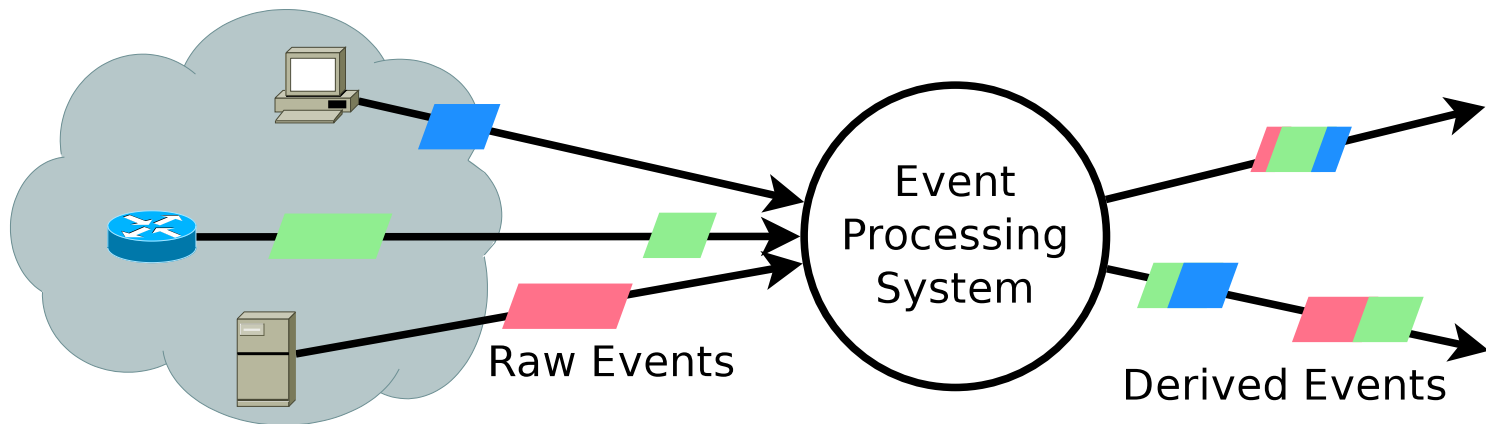 Event
Processing
System
Raw Events
Derived Events